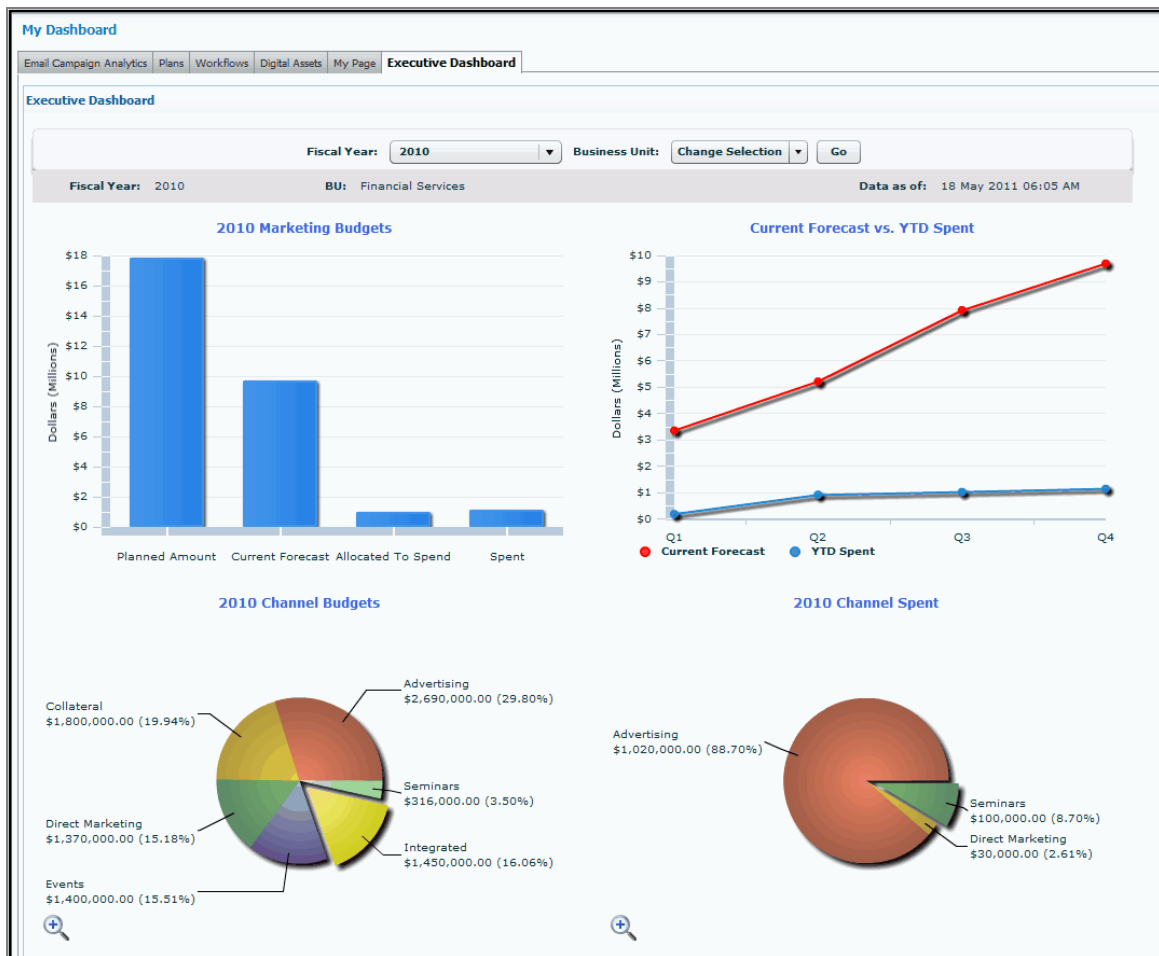 My Dashboard
Email Campaign Analytics Plans Workflows Digital Assets My Page Executive Dashboard
Executive Dashboard
Fiscal Year: 2010 Business Unit: Change Selection Go
Fiscal Year: 2010 BU: Financial Services Data as of: 18 May 2011 06:05 AM
2010 Marketing Budgets
$18
$16
$14
$12
$10
$8
$6
$4
$2
$0
Dollars (Millions)
Planned Amount Current Forecast Allocated To Spend Spent
Current Forecast vs. YTD Spent
$10
$9
$8
$7
$6
$5
$4
$3
$2
$1
$0
Dollars (Millions)
Q1 Q2 Q3 Q4
Current Forecast YTD Spent
2010 Channel Budgets
Advertising
$2,690,000.00 (29.80%)
Collateral
$1,800,000.00 (19.94%)
Seminars
$316,000.00 (3.50%)
Direct Marketing
$1,370,000.00 (15.18%)
Integrated
$1,450,000.00 (16.06%)
Events
$1,400,000.00 (15.51%)
2010 Channel Spent
Advertising
$1,020,000.00 (88.70%)
Seminars
$100,000.00 (8.70%)
Direct Marketing
$30,000.00 (2.61%)